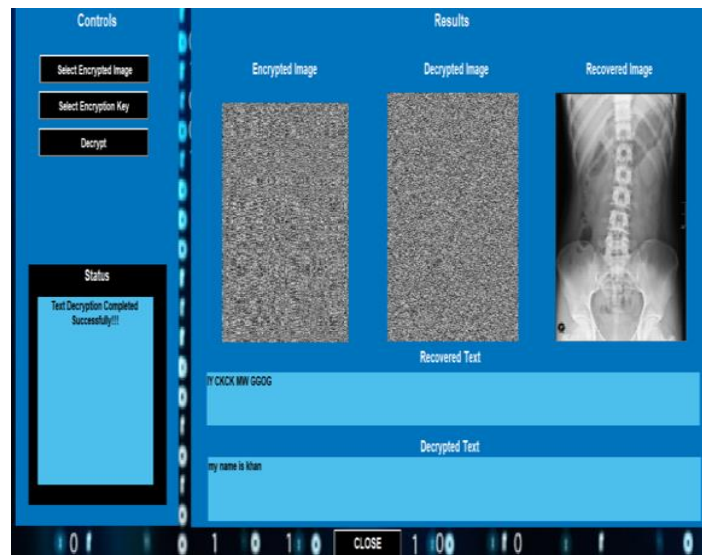 Controls
Results
Select Encrypted Image
Select Encryption Key
Decrypt
Encrypted Image
Decrypted Image
Recovered Image
Status
Text Decryption Completed
Successfully!!!
Recovered Text
IY CKCK MW GGOG
Decrypted Text
my name is khan
CLOSE